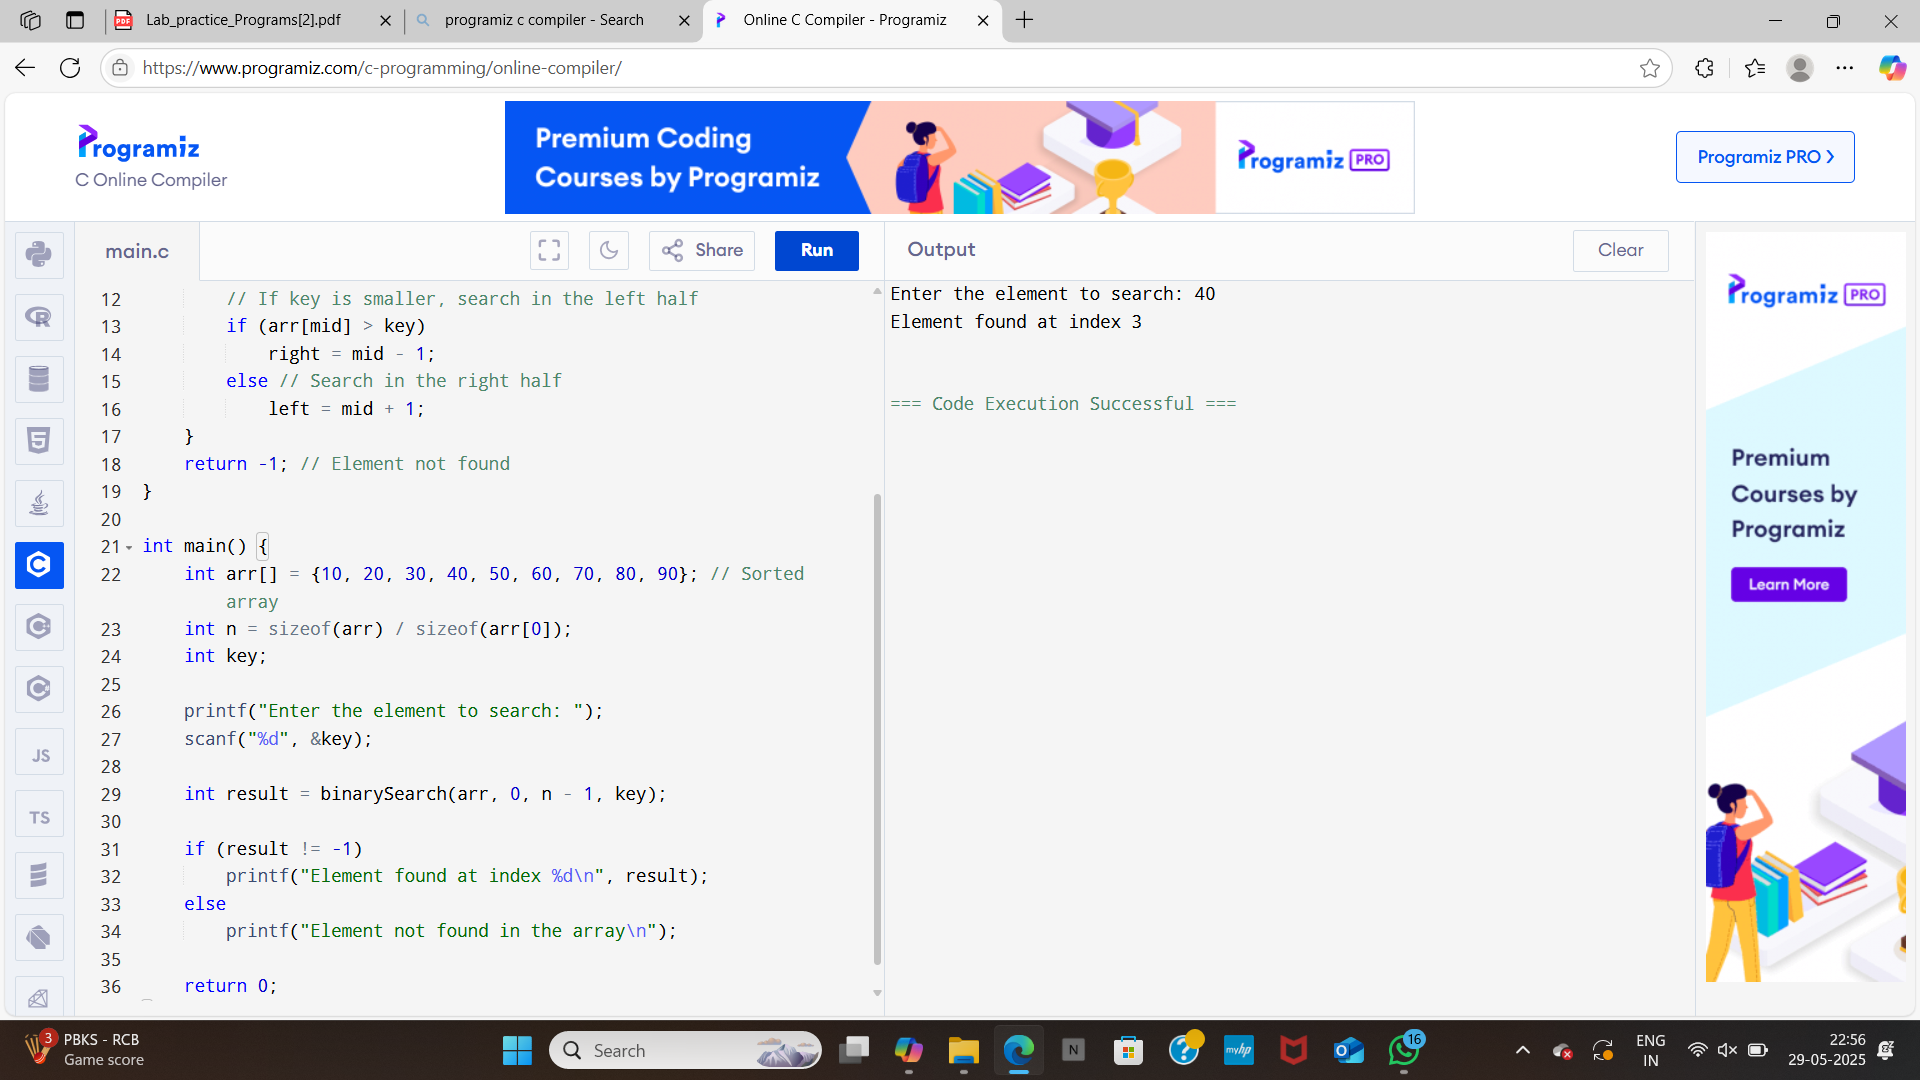 Lab_practice_Programs[2].pdf
programiz c compiler - Search
Online C Compiler - Programiz
https://www.programiz.com/c-programming/online-compiler/
Programiz
C Online Compiler
Premium Coding
Courses by Programiz
Programiz PRO
Programiz PRO
main.c
Share
Run
Output
Clear
12 // If key is smaller, search in the left half
13 if (arr[mid] > key)
14 right = mid - 1;
15 else // Search in the right half
16 left = mid + 1;
17 }
18 return -1; // Element not found
19 }
20
21 int main() {
22 int arr[] = {10, 20, 30, 40, 50, 60, 70, 80, 90}; // Sorted
array
23 int n = sizeof(arr) / sizeof(arr[0]);
24 int key;
25
26 printf("Enter the element to search: ");
27 scanf("%d", &key);
28
29 int result = binarySearch(arr, 0, n - 1, key);
30
31 if (result != -1)
32 printf("Element found at index %d\n", result);
33 else
34 printf("Element not found in the array\n");
35
36 return 0;
Enter the element to search: 40
Element found at index 3
=== Code Execution Successful ===
Programiz PRO
Premium
Courses by
Programiz
Learn More
JS
TS
3
PBKS - RCB
Game score
Search
N
myhp
16
ENG
IN
22:56
29-05-2025